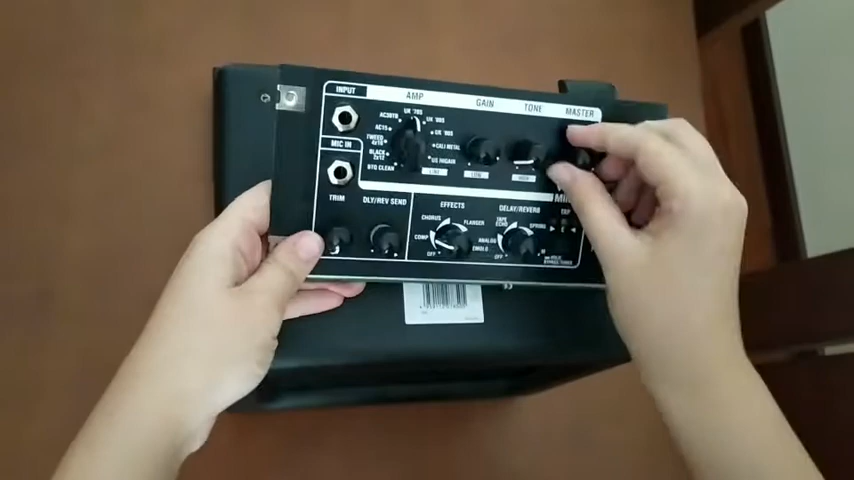 INPUT
AMP
GAIN
TONE
MASTER
UK '70S
AC30TB
UK '80S
AC15
UK '90S
TWEED 4x10
CALI METAL
BLACK 2x12
US HIGAIN
BTQ CLEAN
MIC IN
TRIM
DLY/REV SEND
EFFECTS
DELAY/REVERB
TAP
CHORUS
FLANGER
TAPE ECHO
SPRING
COMP
ANALOG
OFF
OFF